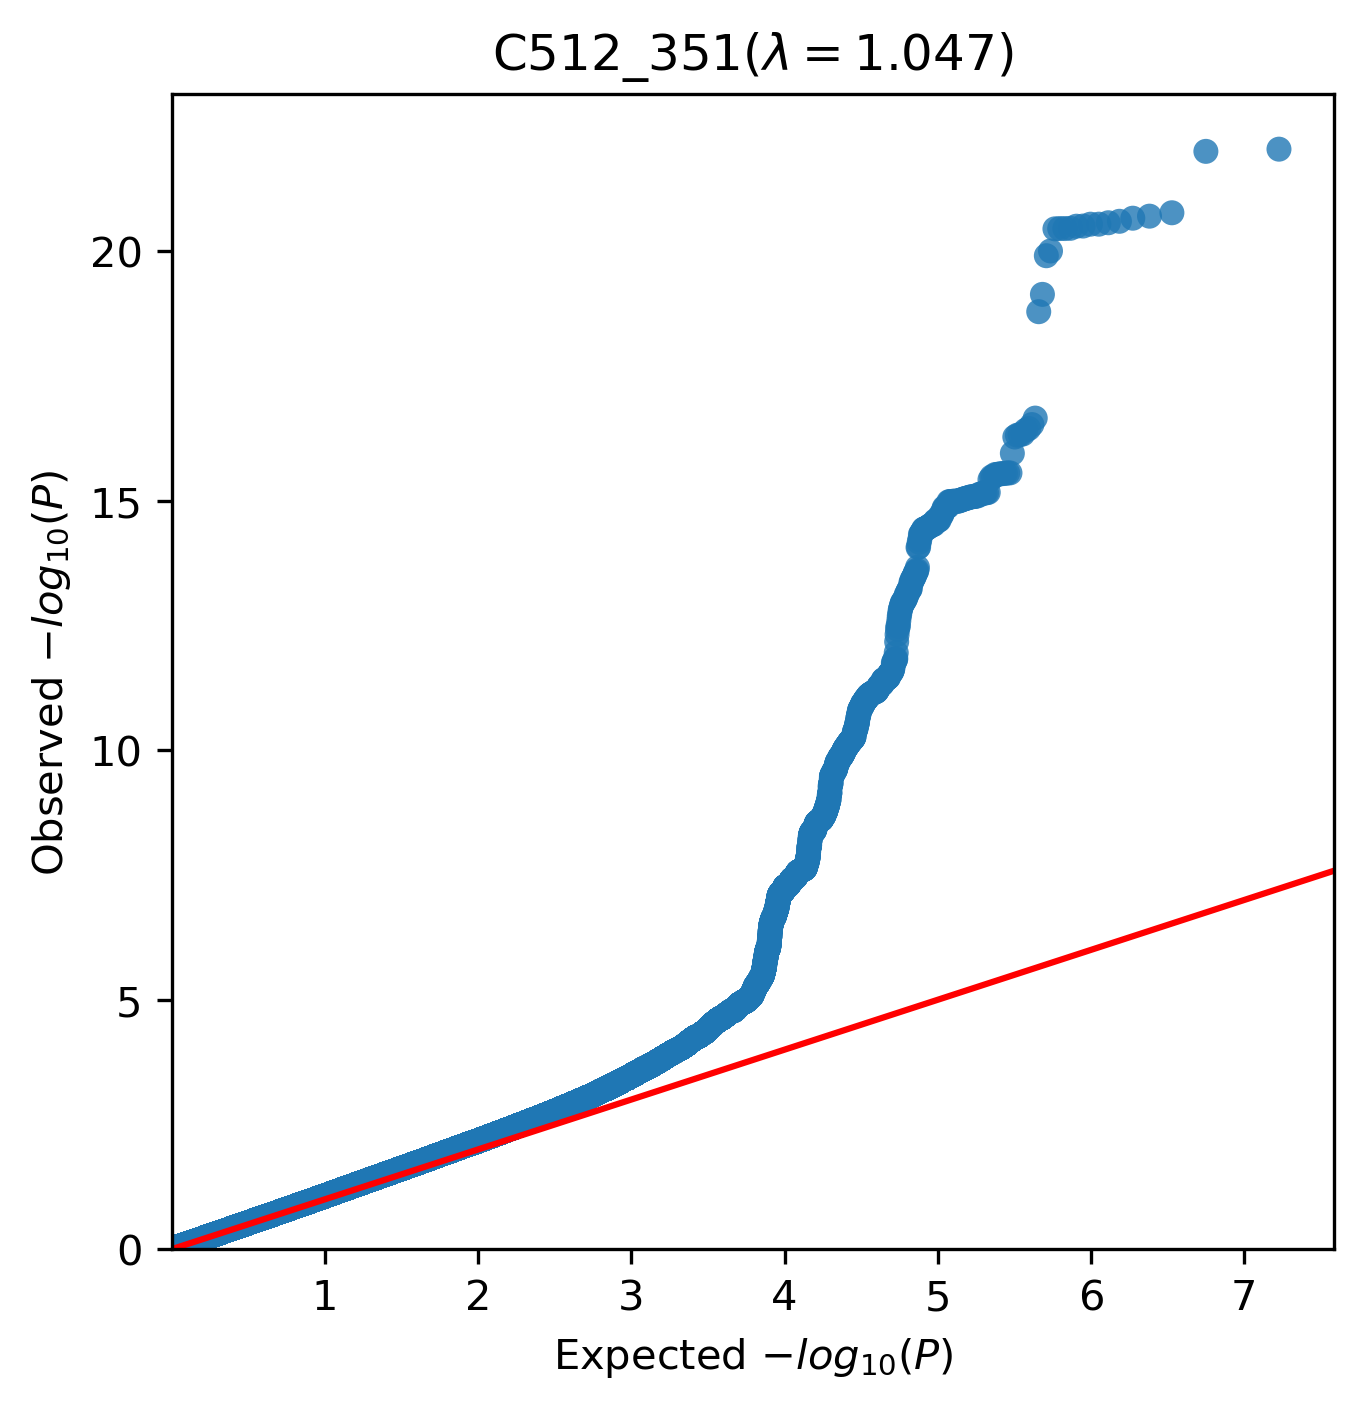 C512_351(λ = 1.047)
Observed −log₁₀(P)
20
15
10
5
0
1 2 3 4 5 6 7
Expected −log₁₀(P)